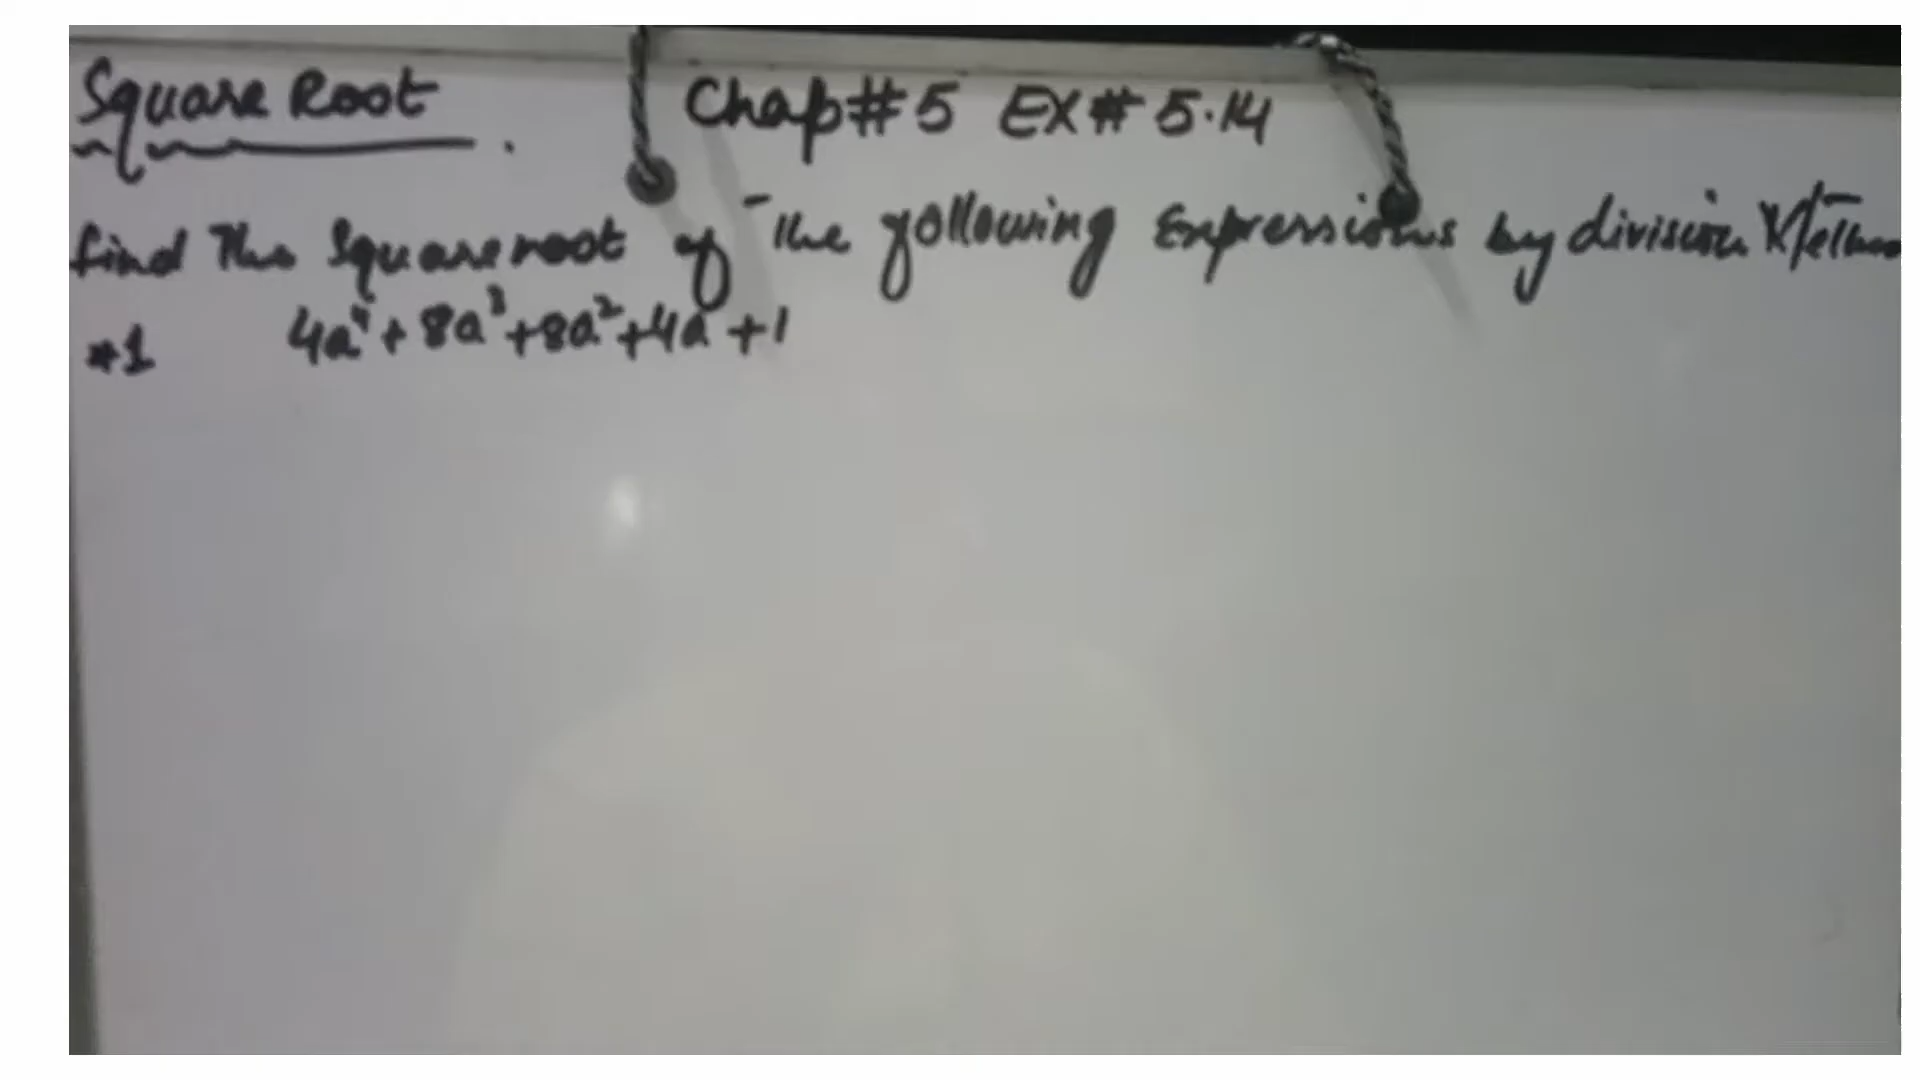 Square Root. Chap#5 EX# 5.14
find The Square root of The following Expressions by division Method
*1 4a⁴+8a³+8a²+4a+1